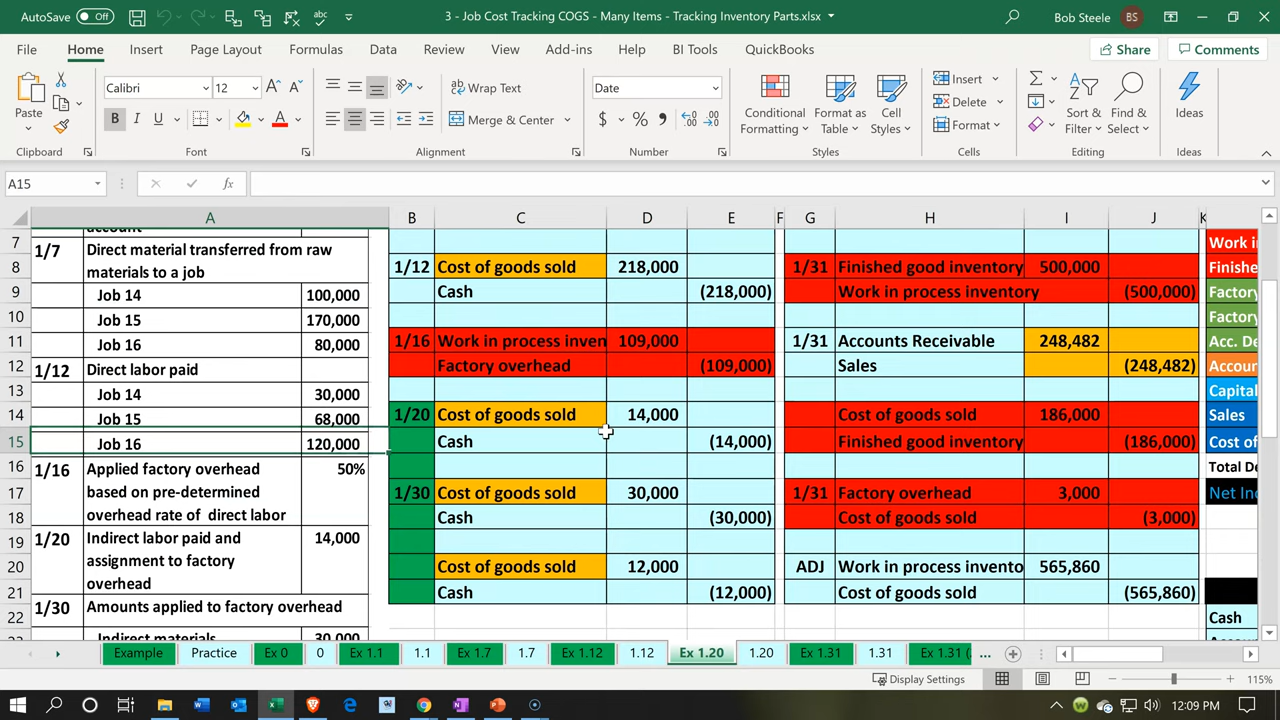 AutoSave Off 3 - Job Cost Tracking COGS - Many Items - Tracking Inventory Parts.xlsx Bob Steele BS
File Home Insert Page Layout Formulas Data Review View Add-ins Help BI Tools QuickBooks Share Comments
Paste Calibri 12 Wrap Text Date Conditional Formatting Format as Table Cell Styles Insert Sort & Filter Find & Select Ideas
B I U Merge & Center $ % Delete
Format
Clipboard Font Alignment Number Styles Cells Editing Ideas
A15 fx
A B C D E F G H I J K
account
7 Work i
1/7 Direct material transferred from raw
materials to a job
8 1/12 Cost of goods sold 218,000 1/31 Finished good inventory 500,000 Finishe
9 Job 14 100,000 Cash (218,000) Work in process inventory (500,000) Factory
10 Job 15 170,000 Factory
11 Job 16 80,000 1/16 Work in process inven 109,000 1/31 Accounts Receivable 248,482 Acc. De
12 1/12 Direct labor paid Factory overhead (109,000) Sales (248,482) Accoun
13 Job 14 30,000 Capital
14 Job 15 68,000 1/20 Cost of goods sold 14,000 Cost of goods sold 186,000 Sales
15 Job 16 120,000 Cash (14,000) Finished good inventory (186,000) Cost of
16 1/16 Applied factory overhead 50% Total De
17 based on pre-determined 1/30 Cost of goods sold 30,000 1/31 Factory overhead 3,000 Net Inc
18 overhead rate of direct labor Cash (30,000) Cost of goods sold (3,000)
19 1/20 Indirect labor paid and 14,000
20 assignment to factory Cost of goods sold 12,000 ADJ Work in process invento 565,860
21 overhead Cash (12,000) Cost of goods sold (565,860)
22 1/30 Amounts applied to factory overhead Cash
Indirect materials 30,000
Example Practice Ex 0 0 Ex 1.1 1.1 Ex 1.7 1.7 Ex 1.12 1.12 Ex 1.20 1.20 Ex 1.31 1.31 Ex 1.31 ( ...
Display Settings 115%
12:09 PM